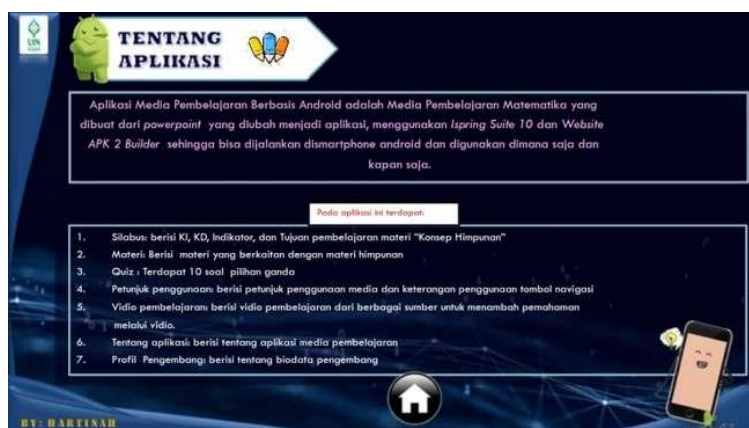 UIN
TENTANG
APLIKASI
Aplikasi Media Pembelajaran Berbasis Android adalah Media Pembelajaran Matematika yang
dibuat dari powerpoint yang diubah menjadi aplikasi, menggunakan Ispring Suite 10 dan Website
APK 2 Builder sehingga bisa dijalankan dismartphone android dan digunakan dimana saja dan
kapan saja.
Pada aplikasi ini terdapat:
1. Silabus: berisi KI, KD, Indikator, dan Tujuan pembelajaran materi "Konsep Himpunan"
2. Materi: Berisi materi yang berkaitan dengan materi himpunan
3. Quiz : Terdapat 10 soal pilihan ganda
4. Petunjuk penggunaan: berisi petunjuk penggunaan media dan keterangan penggunaan tombol navigasi
5. Vidio pembelajaran: berisi vidio pembelajaran dari berbagai sumber untuk menambah pemahaman
melalui vidio.
6. Tentang aplikasi: berisi tentang aplikasi media pembelajaran
7. Profil Pengembang: berisi tentang biodata pengembang
BY: HARTINAH